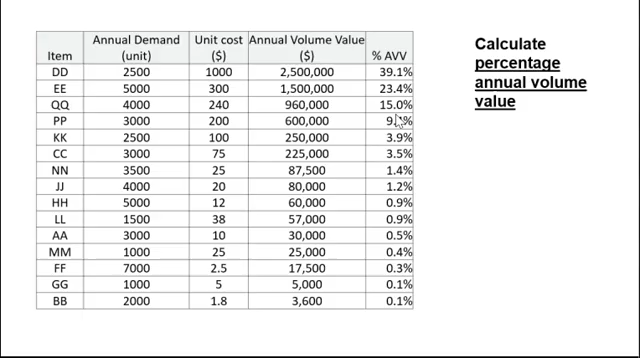 Annual Demand Unit cost Annual Volume Value
Item (unit) ($) ($) % AVV
DD 2500 1000 2,500,000 39.1%
EE 5000 300 1,500,000 23.4%
QQ 4000 240 960,000 15.0%
PP 3000 200 600,000
KK 2500 100 250,000 3.9%
CC 3000 75 225,000 3.5%
NN 3500 25 87,500 1.4%
JJ 4000 20 80,000 1.2%
HH 5000 12 60,000 0.9%
LL 1500 38 57,000 0.9%
AA 3000 10 30,000 0.5%
MM 1000 25 25,000 0.4%
FF 7000 2.5 17,500 0.3%
GG 1000 5 5,000 0.1%
BB 2000 1.8 3,600 0.1%
Calculate
percentage
annual volume
value